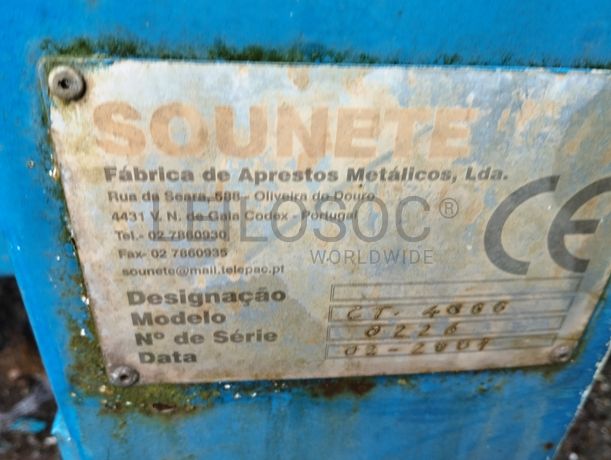 SOUNETE
Fábrica de Aprestos Metálicos, Lda.
Rua da Seara, 588 - Oliveira do Douro
4431 V. N. de Gaia Codex - Portugal
Tel.- 02 7860930
Fax- 02 7860935
sounete@mail.telepac.pt
CE
LOSOC®
WORLDWIDE
Designação
Modelo CT. 4000
Nº de Série 0226
Data 02-2001